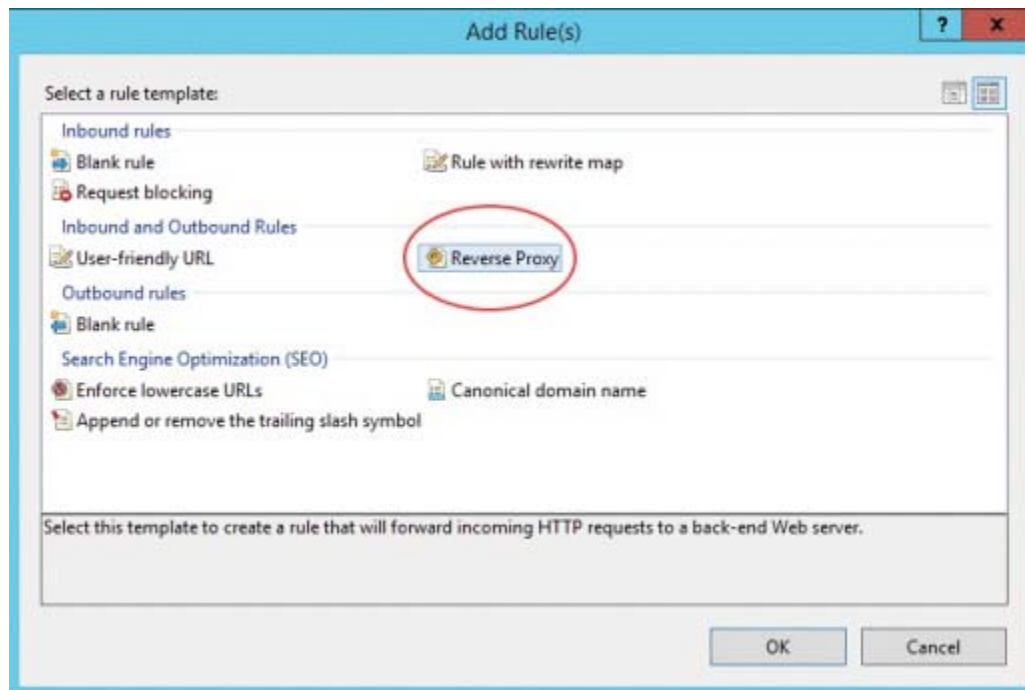 Add Rule(s)
?
x
Select a rule template:
Inbound rules
Blank rule
Rule with rewrite map
Request blocking
Inbound and Outbound Rules
User-friendly URL
Reverse Proxy
Outbound rules
Blank rule
Search Engine Optimization (SEO)
Enforce lowercase URLs
Canonical domain name
Append or remove the trailing slash symbol
Select this template to create a rule that will forward incoming HTTP requests to a back-end Web server.
OK
Cancel